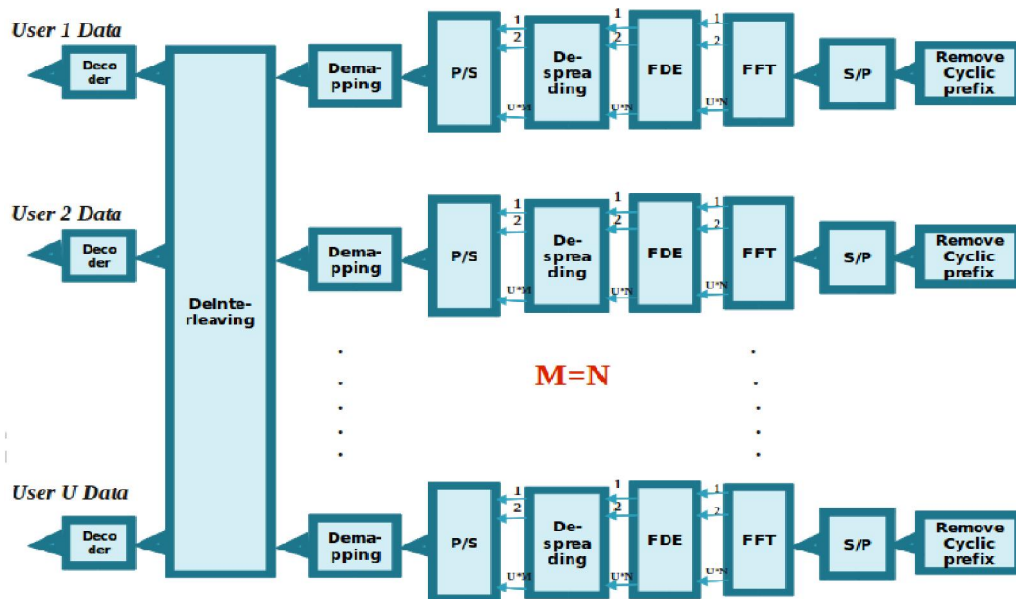 User 1 Data
Deco
der
DeInte-
rleaving
Dema-
pping
P/S
1
2
U*M
De-
sprea
ding
1
2
U*N
FDE
1
2
U*N
FFT
S/P
Remove
Cyclic
prefix
User 2 Data
Deco
der
Dema-
pping
P/S
1
2
U*M
De-
sprea
ding
1
2
U*N
FDE
1
2
U*N
FFT
S/P
Remove
Cyclic
prefix
M=N
User U Data
Deco
der
Dema-
pping
P/S
1
2
U*M
De-
sprea
ding
1
2
U*N
FDE
1
2
U*N
FFT
S/P
Remove
Cyclic
prefix